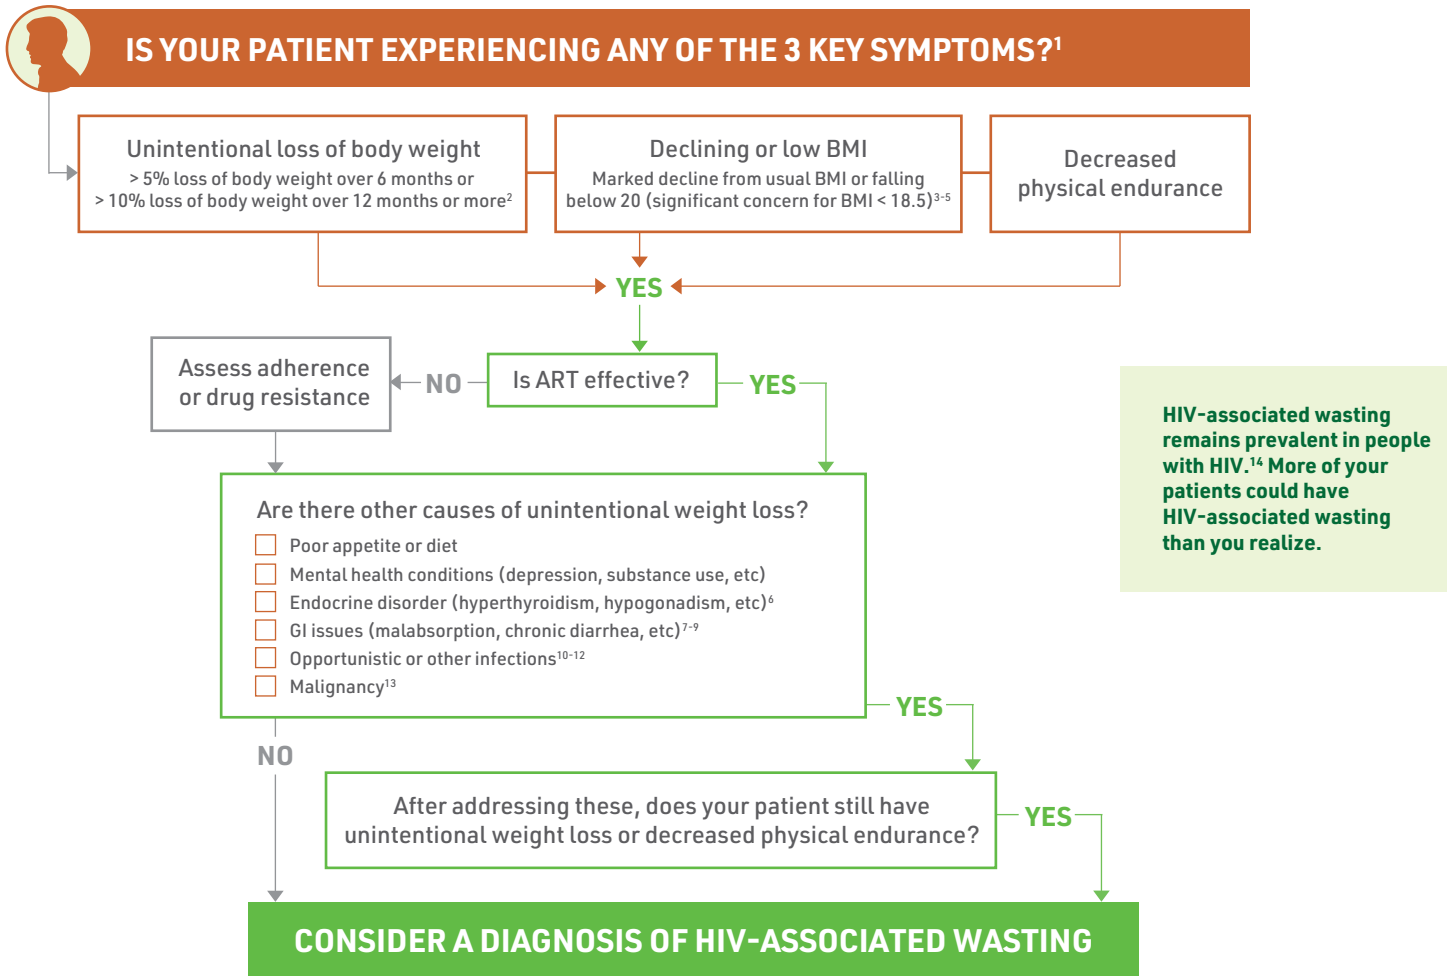 IS YOUR PATIENT EXPERIENCING ANY OF THE 3 KEY SYMPTOMS?¹
Unintentional loss of body weight
> 5% loss of body weight over 6 months or
> 10% loss of body weight over 12 months or more²
Declining or low BMI
Marked decline from usual BMI or falling
below 20 (significant concern for BMI < 18.5)³⁻⁵
Decreased
physical endurance
YES
Is ART effective?
NO
YES
Assess adherence
or drug resistance
HIV-associated wasting
remains prevalent in people
with HIV.¹⁴ More of your
patients could have
HIV-associated wasting
than you realize.
Are there other causes of unintentional weight loss?
Poor appetite or diet
Mental health conditions (depression, substance use, etc)
Endocrine disorder (hyperthyroidism, hypogonadism, etc)⁶
GI issues (malabsorption, chronic diarrhea, etc)⁷⁻⁹
Opportunistic or other infections¹⁰⁻¹²
Malignancy¹³
YES
NO
After addressing these, does your patient still have
unintentional weight loss or decreased physical endurance?
YES
CONSIDER A DIAGNOSIS OF HIV-ASSOCIATED WASTING